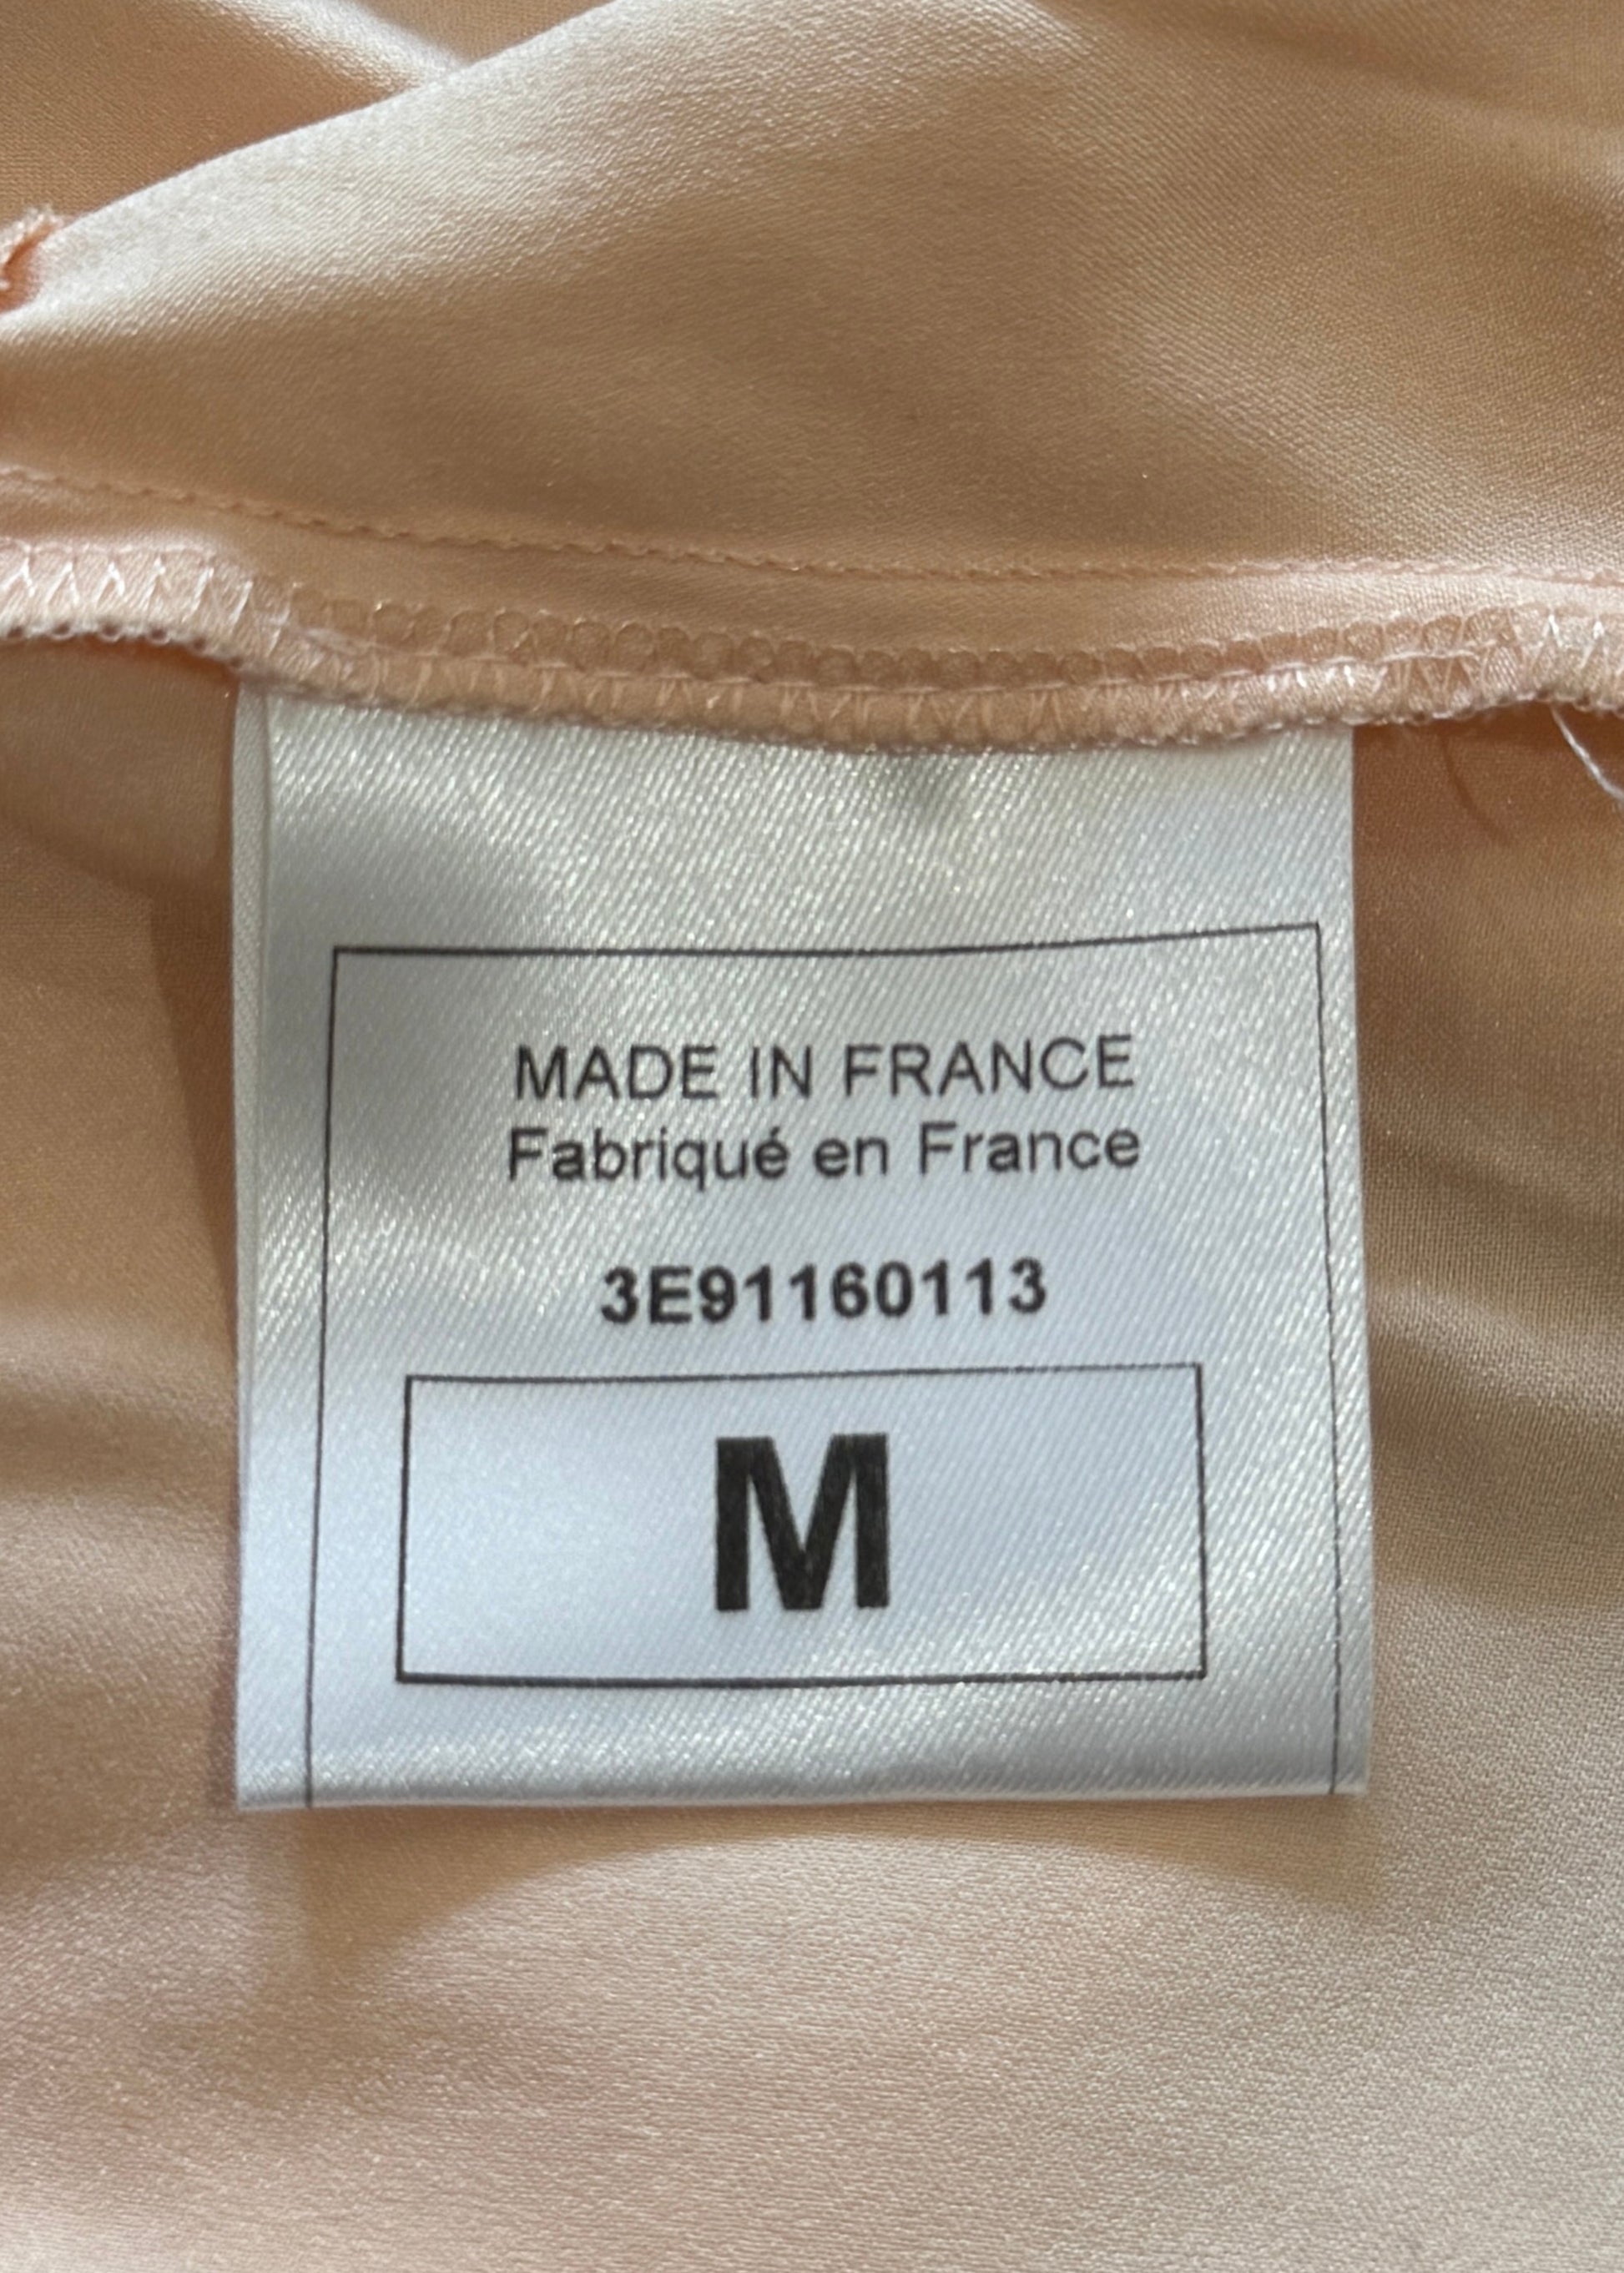 MADE IN FRANCE
Fabriqué en France
3E91160113
M